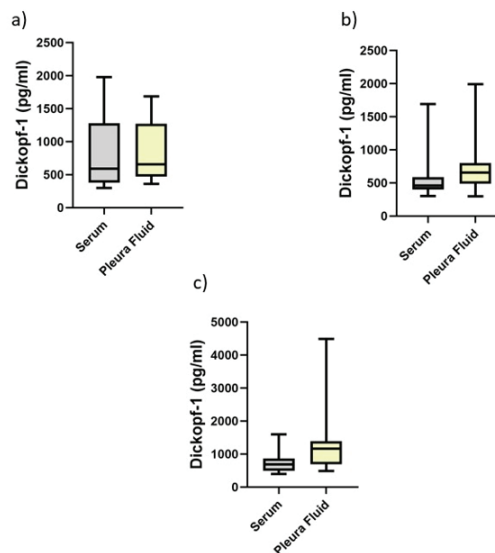 a)
Dickopf-1 (pg/ml)
2500
2000
1500
1000
500
0
Serum
Pleura Fluid
b)
Dickopf-1 (pg/ml)
2500
2000
1500
1000
500
0
Serum
Pleura Fluid
c)
Dickopf-1 (pg/ml)
5000
4000
3000
2000
1000
0
Serum
Pleura Fluid